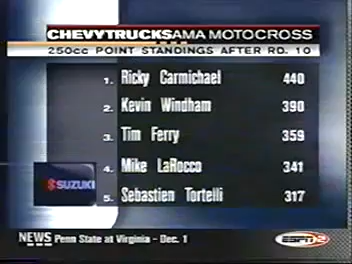 CHEVYTRUCKSAMA MOTOCROSS
250cc POINT STANDINGS AFTER RD. 10
1. Ricky Carmichael 440
2. Kevin Windham 390
3. Tim Ferry 359
4. Mike LaRocco 341
5. Sebastien Tortelli 317
SUZUKI
NEWS Penn State at Virginia - Dec. 1
ESPN2